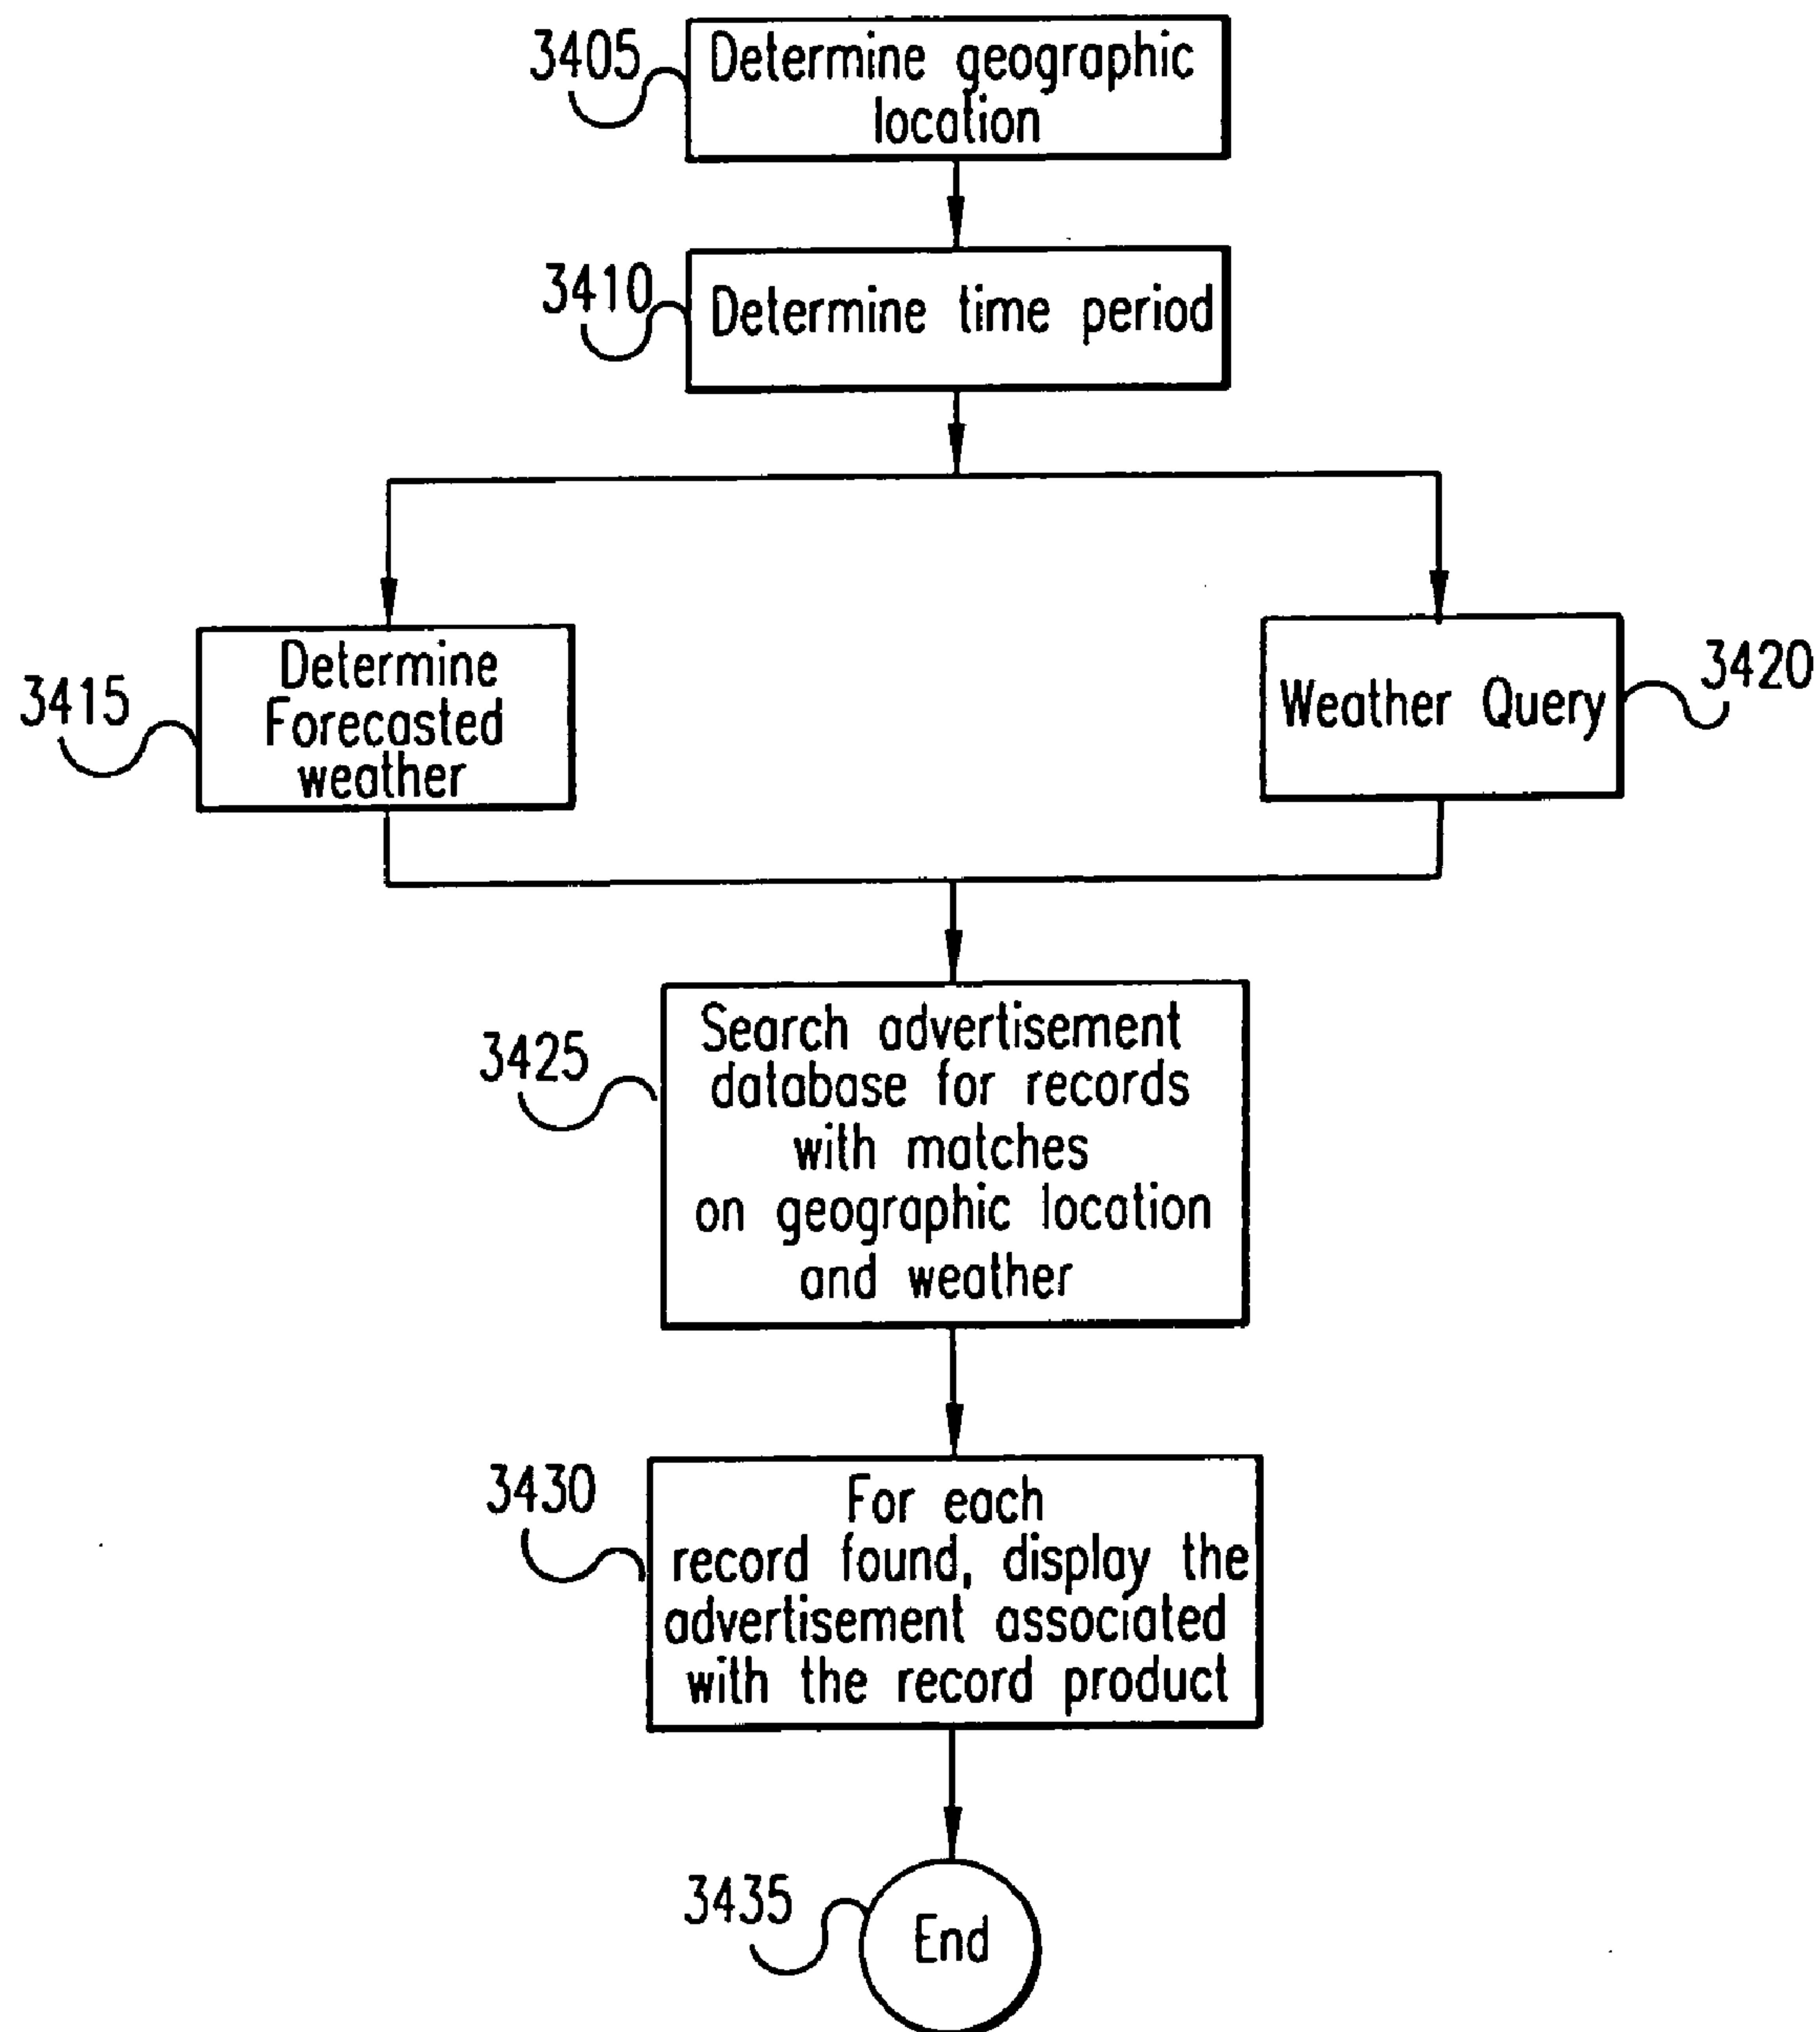 3405
Determine geographic
location
3410
Determine time period
3415
Determine
Forecasted
weather
Weather Query
3420
3425
Search advertisement
database for records
with matches
on geographic location
and weather
3430
For each
record found, display the
advertisement associated
with the record product
3435
End